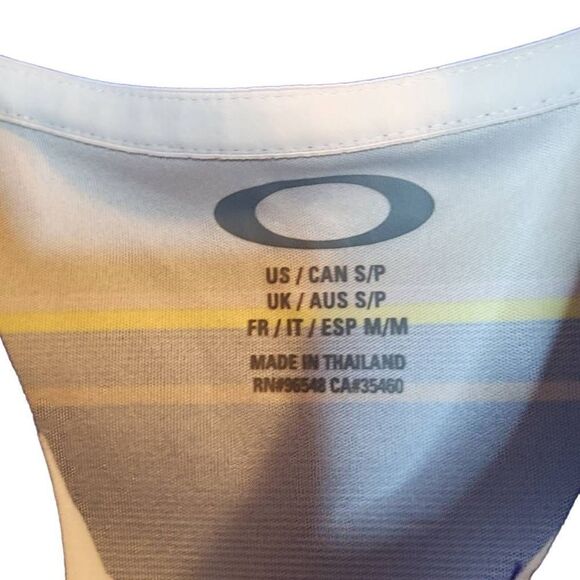 US / CAN S/P
UK / AUS S/P
FR / IT / ESP M/M
MADE IN THAILAND
RN#96548 CA#35460